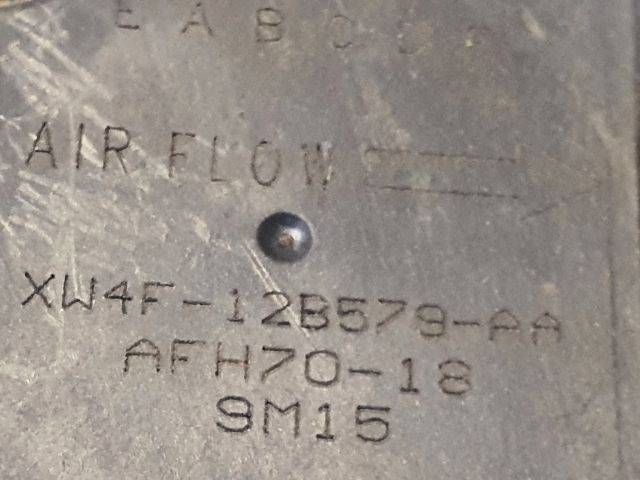 E A B C D
AIR FLOW
XW4F-12B579-AA
AFH70-18
9M15